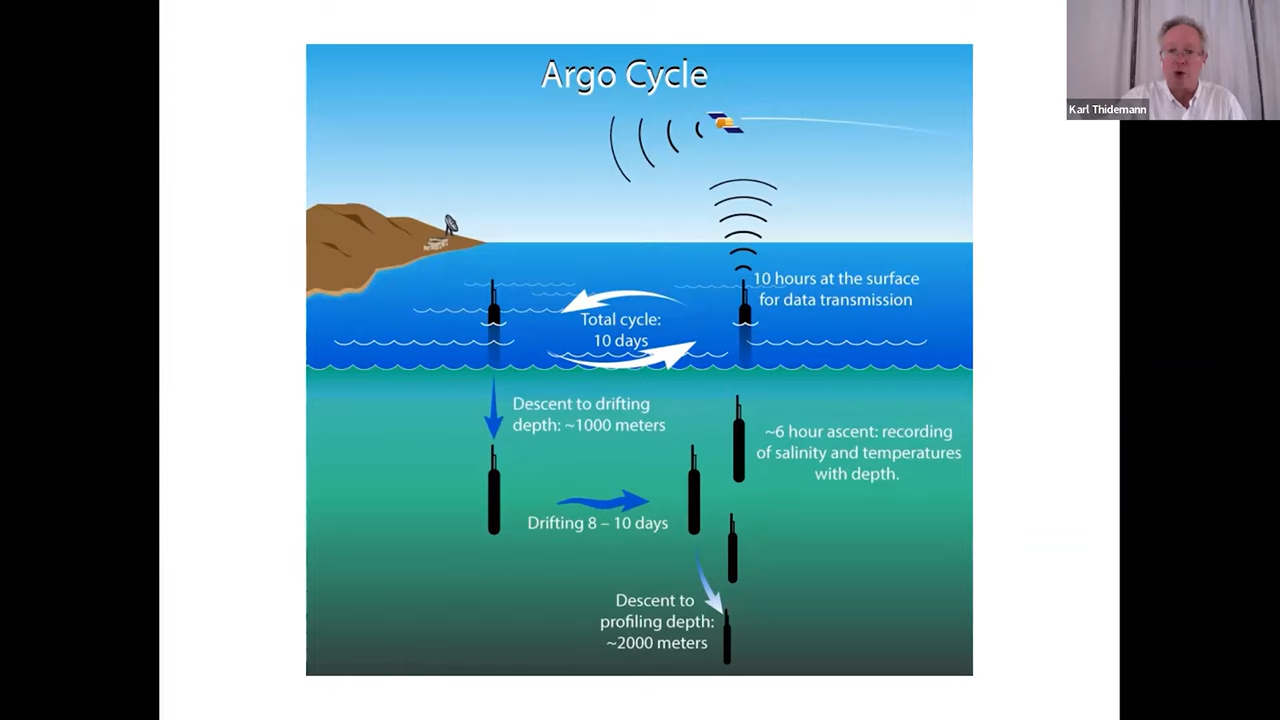 Argo Cycle
Karl Thidemann
10 hours at the surface
for data transmission
Total cycle:
10 days
Descent to drifting
depth: ~1000 meters
~6 hour ascent: recording
of salinity and temperatures
with depth.
Drifting 8 – 10 days
Descent to
profiling depth:
~2000 meters